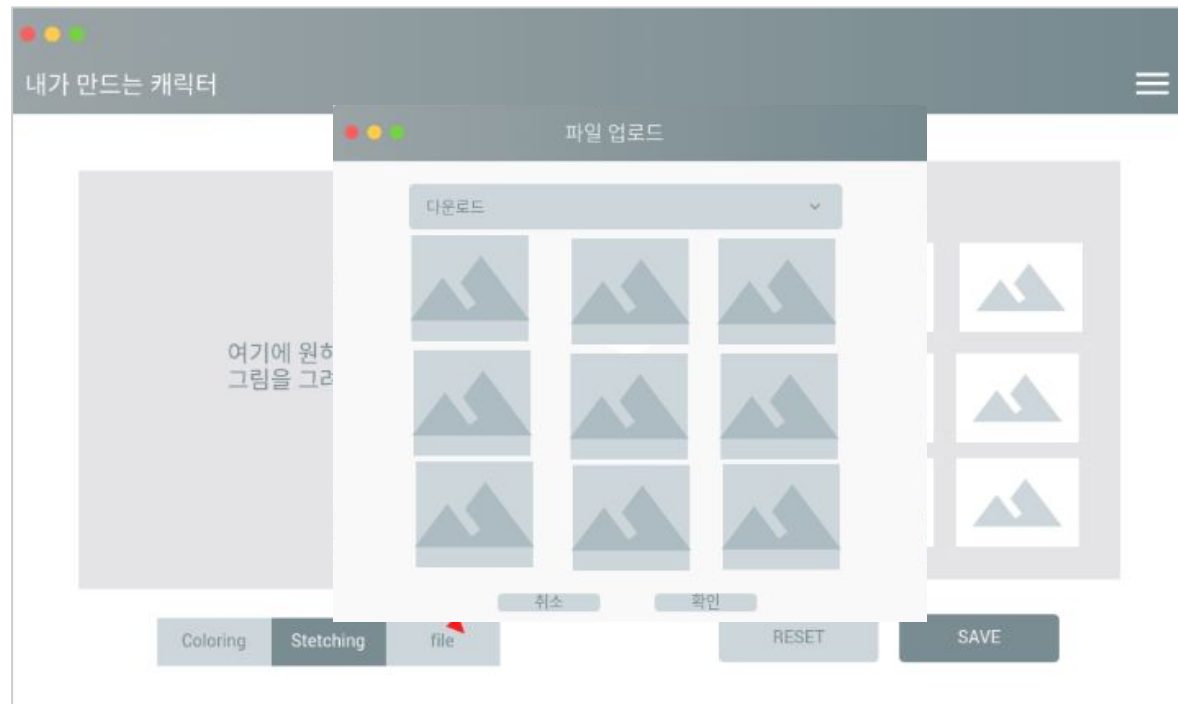 내가 만드는 캐릭터
파일 업로드
다운로드
여기에 원하
그림을 그려
취소
확인
Coloring
Stetching
file
RESET
SAVE